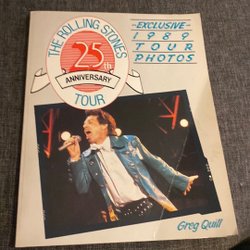 THE ROLLING STONES
25th
ANNIVERSARY
TOUR
-EXCLUSIVE-
1989
TOUR
PHOTOS
Greg Quill